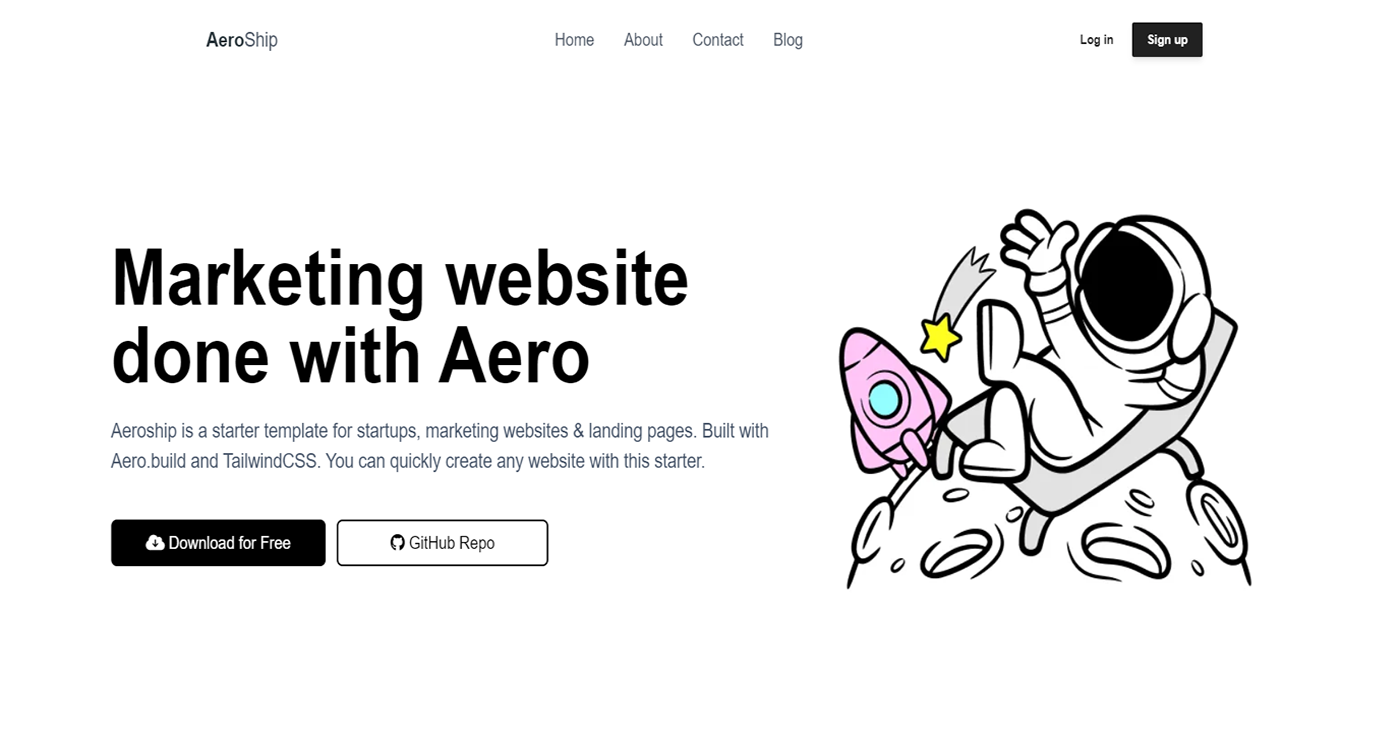 AeroShip
Home About Contact Blog
Log in Sign up
Marketing website
done with Aero
Aeroship is a starter template for startups, marketing websites & landing pages. Built with
Aero.build and TailwindCSS. You can quickly create any website with this starter.
Download for Free GitHub Repo